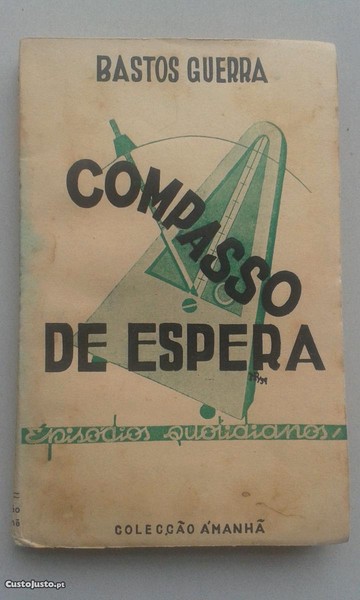 BASTOS GUERRA
COMPASSO
DE ESPERA
Episódios quotidianos!
COLECÇÃO AMANHÃ
CustoJusto.pt